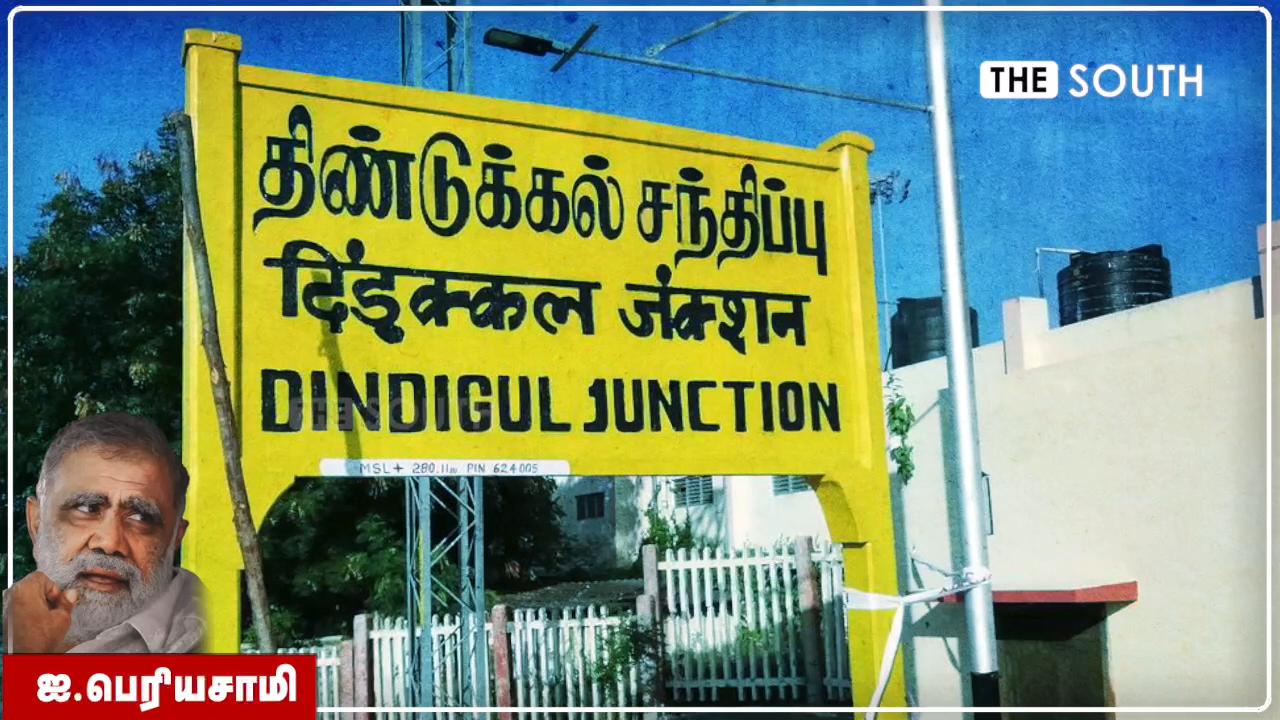 THE SOUTH
திண்டுக்கல் சந்திப்பு
दिंडुक्कल जंक्शन
DINDIGUL JUNCTION
MSL + 280.11m PIN 624005
ஐ.பெரியசாமி